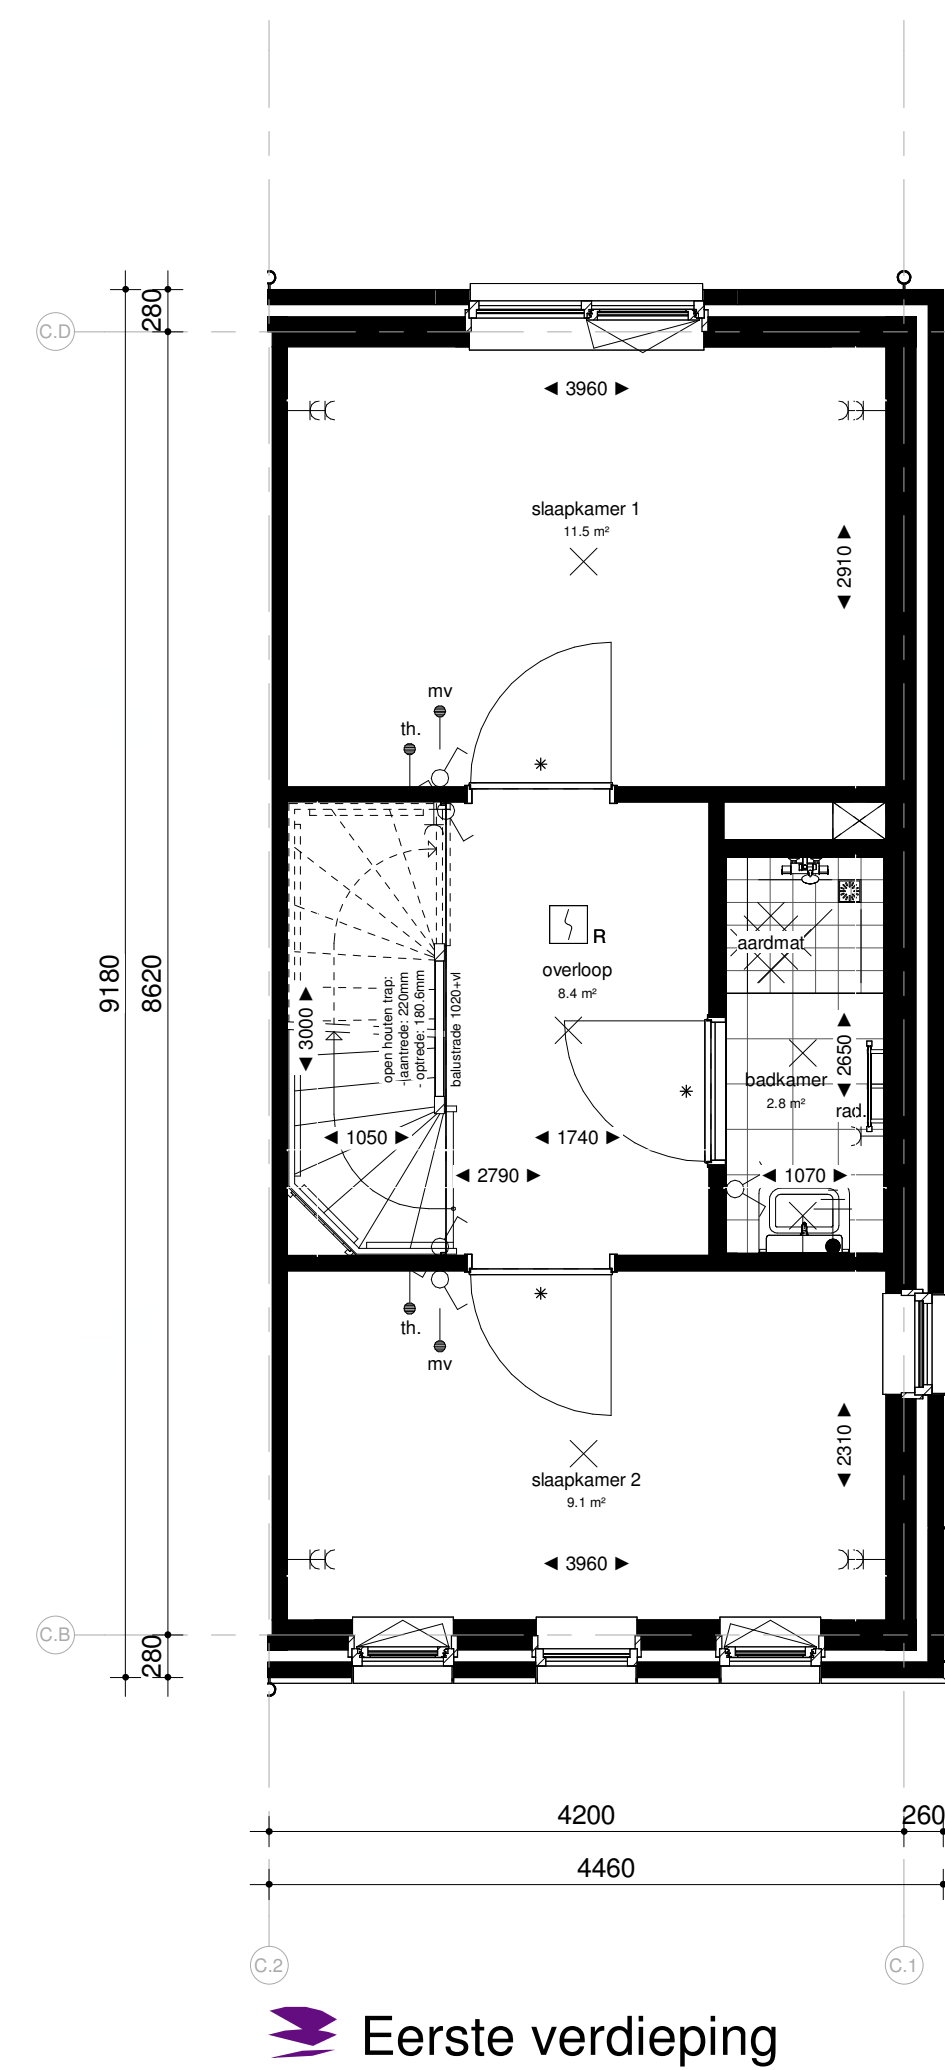 280
C.D
3960
slaapkamer 1
11.5 m²
2910
mv
th.
9180
8620
R
overloop
8.4 m²
aardmat
3000
open houten trap:
-aantrede: 220mm
- optrede: 180.6mm
balustrade 1020+vl
2650
badkamer
2.8 m²
rad.
1050
1740
2790
1070
th.
mv
2310
slaapkamer 2
9.1 m²
3960
C.B
280
4200
260
4460
C.2
C.1
Eerste verdieping